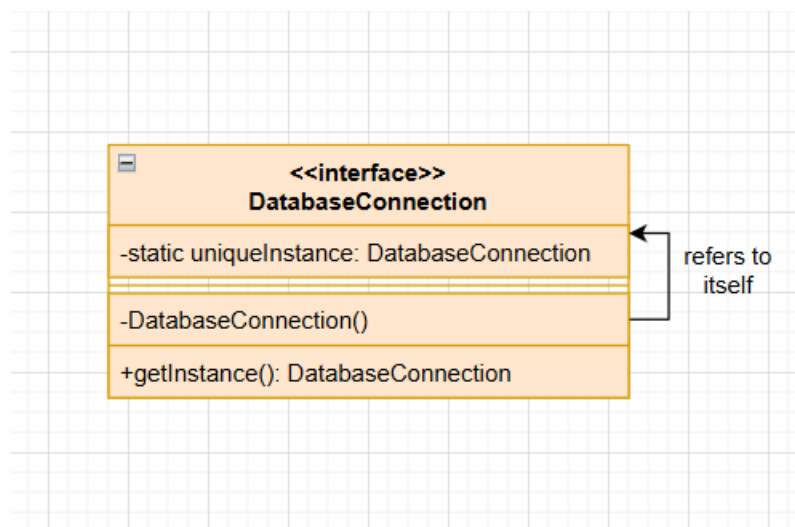 <<interface>>
DatabaseConnection
-static uniqueInstance: DatabaseConnection
refers to
itself
-DatabaseConnection()
+getInstance(): DatabaseConnection